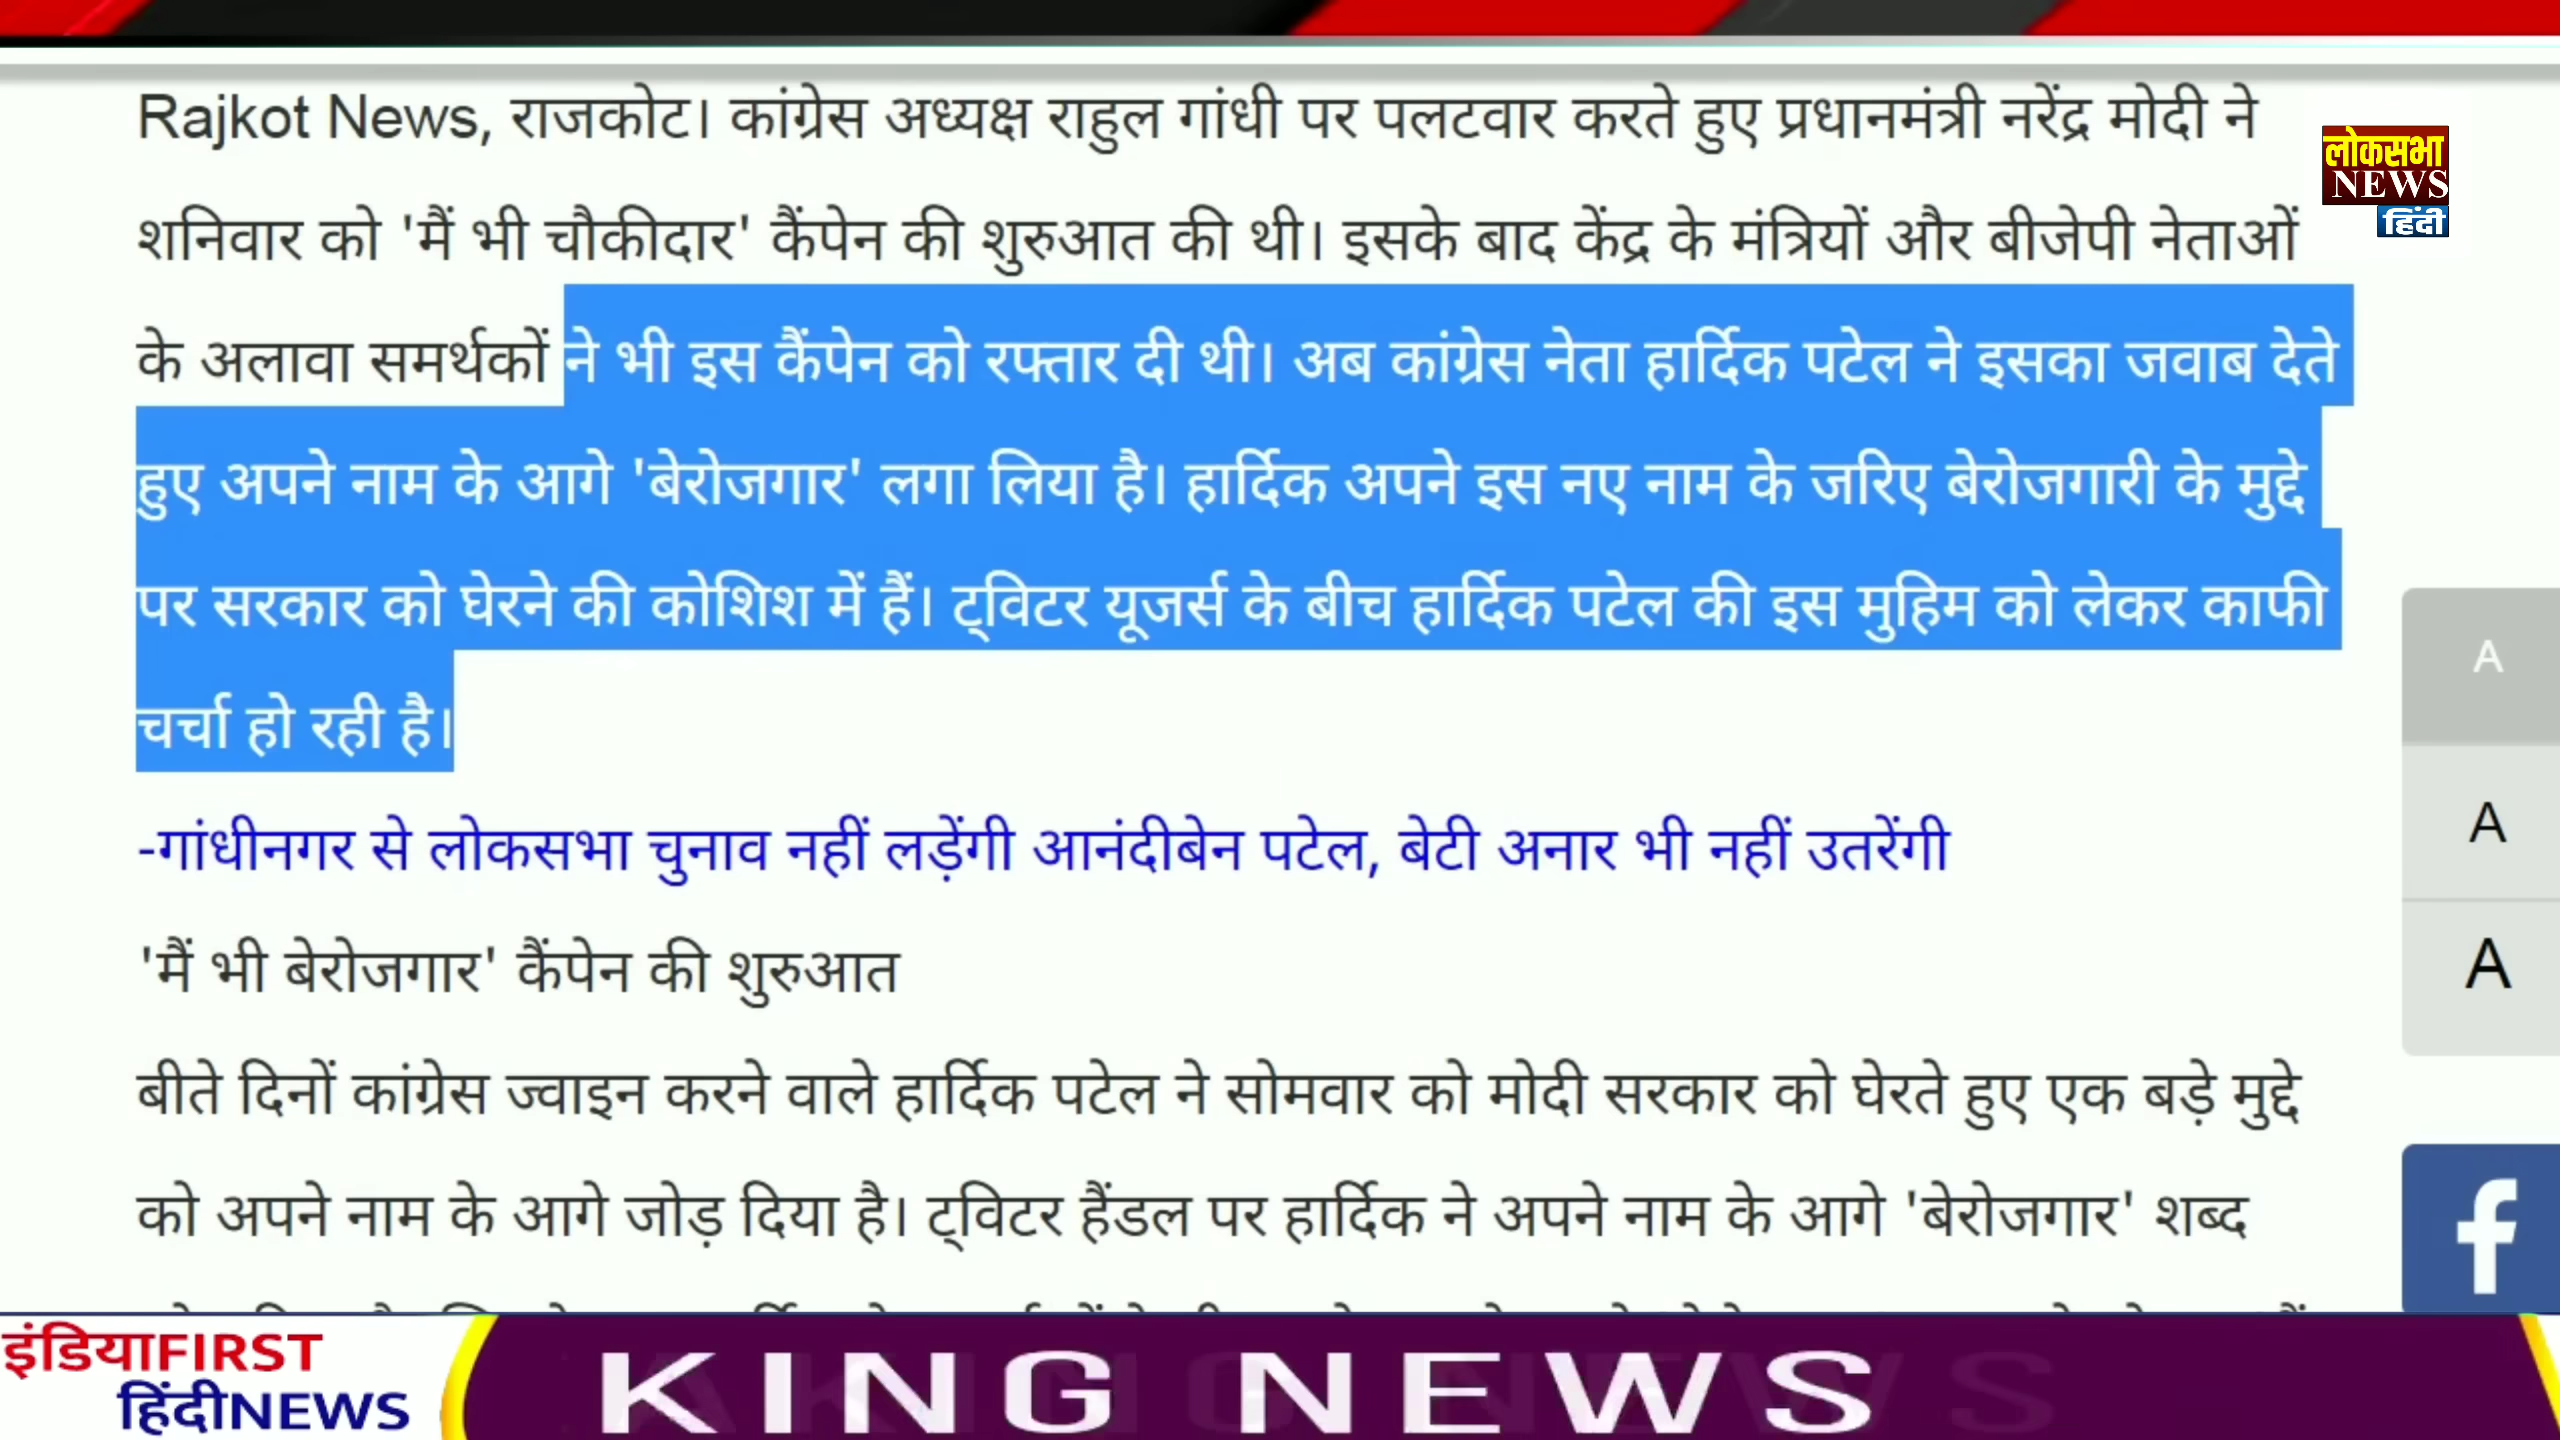 Rajkot News, राजकोट। कांग्रेस अध्यक्ष राहुल गांधी पर पलटवार करते हुए प्रधानमंत्री नरेंद्र मोदी ने
लोकसभा
NEWS
हिंदी
शनिवार को 'मैं भी चौकीदार' कैंपेन की शुरुआत की थी। इसके बाद केंद्र के मंत्रियों और बीजेपी नेताओं
के अलावा समर्थकों ने भी इस कैंपेन को रफ्तार दी थी। अब कांग्रेस नेता हार्दिक पटेल ने इसका जवाब देते
हुए अपने नाम के आगे 'बेरोजगार' लगा लिया है। हार्दिक अपने इस नए नाम के जरिए बेरोजगारी के मुद्दे
पर सरकार को घेरने की कोशिश में हैं। ट्विटर यूजर्स के बीच हार्दिक पटेल की इस मुहिम को लेकर काफी
चर्चा हो रही है।
-गांधीनगर से लोकसभा चुनाव नहीं लड़ेंगी आनंदीबेन पटेल, बेटी अनार भी नहीं उतरेंगी
'मैं भी बेरोजगार' कैंपेन की शुरुआत
बीते दिनों कांग्रेस ज्वाइन करने वाले हार्दिक पटेल ने सोमवार को मोदी सरकार को घेरते हुए एक बड़े मुद्दे
को अपने नाम के आगे जोड़ दिया है। ट्विटर हैंडल पर हार्दिक ने अपने नाम के आगे 'बेरोजगार' शब्द
A
A
A
f
इंडियाFIRST
हिंदीNEWS
KING NEWS